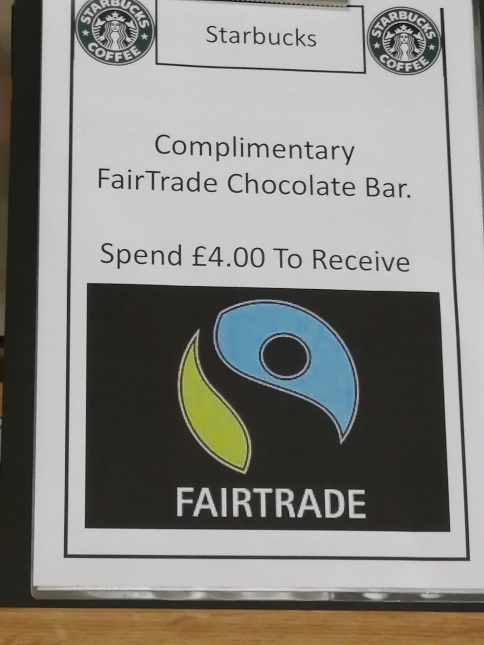 STARBUCKS
COFFEE
Starbucks
STARBUCKS
COFFEE
Complimentary
FairTrade Chocolate Bar.
Spend £4.00 To Receive
FAIRTRADE